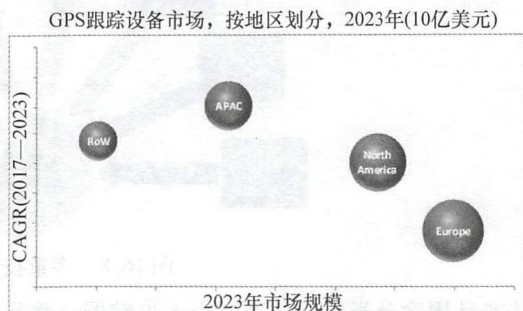 GPS跟踪设备市场，按地区划分，2023年(10亿美元)
CAGR(2017—2023)
RoW
APAC
North
America
Europe
2023年市场规模